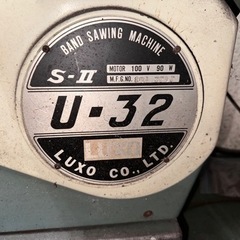 BAND SAWING MACHINE
S-II
MOTOR 100 V 90 W
M.F.G.NO.
U-32
LUXO CO., LTD.